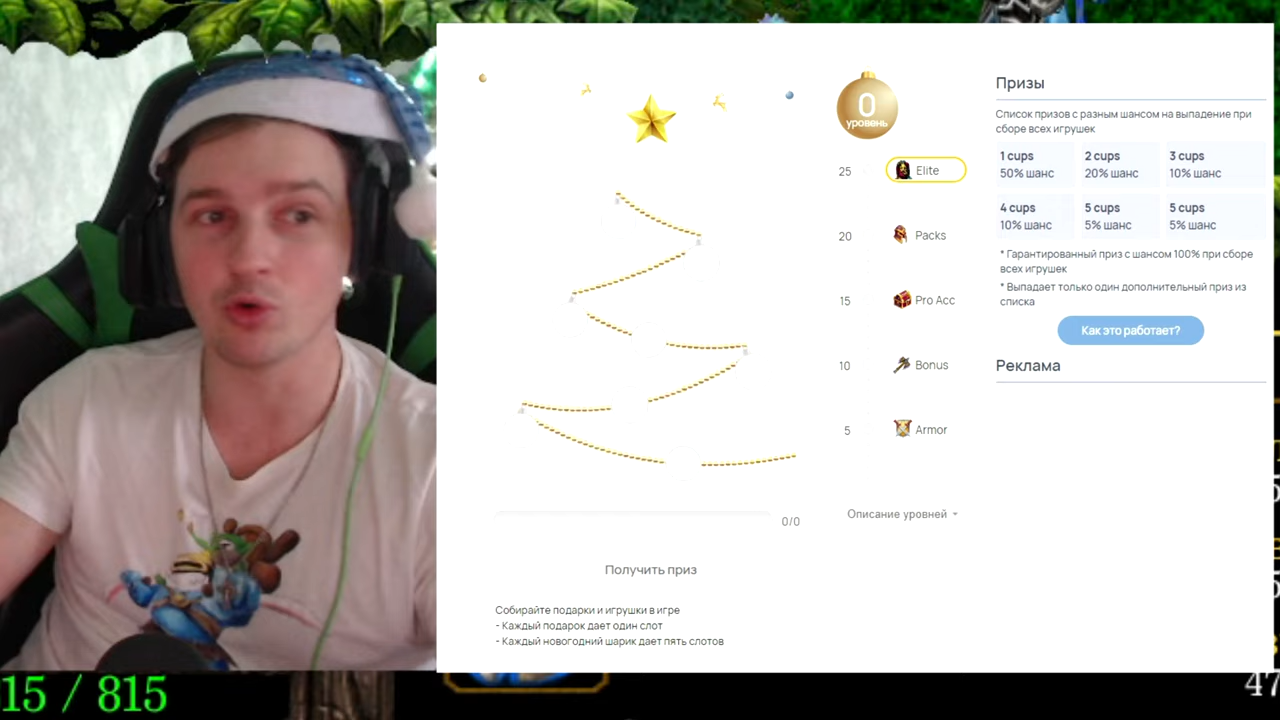 0
уровень
25
Elite
20
Packs
15
Pro Acc
10
Bonus
5
Armor
0/0
Описание уровней
Получить приз
Собирайте подарки и игрушки в игре
- Каждый подарок дает один слот
- Каждый новогодний шарик дает пять слотов
Призы
Список призов с разным шансом на выпадение при
сборе всех игрушек
1 cups
2 cups
3 cups
50% шанс
20% шанс
10% шанс
4 cups
5 cups
5 cups
10% шанс
5% шанс
5% шанс
* Гарантированный приз с шансом 100% при сборе
всех игрушек
* Выпадает только один дополнительный приз из
списка
Как это работает?
Реклама
15 / 815
47